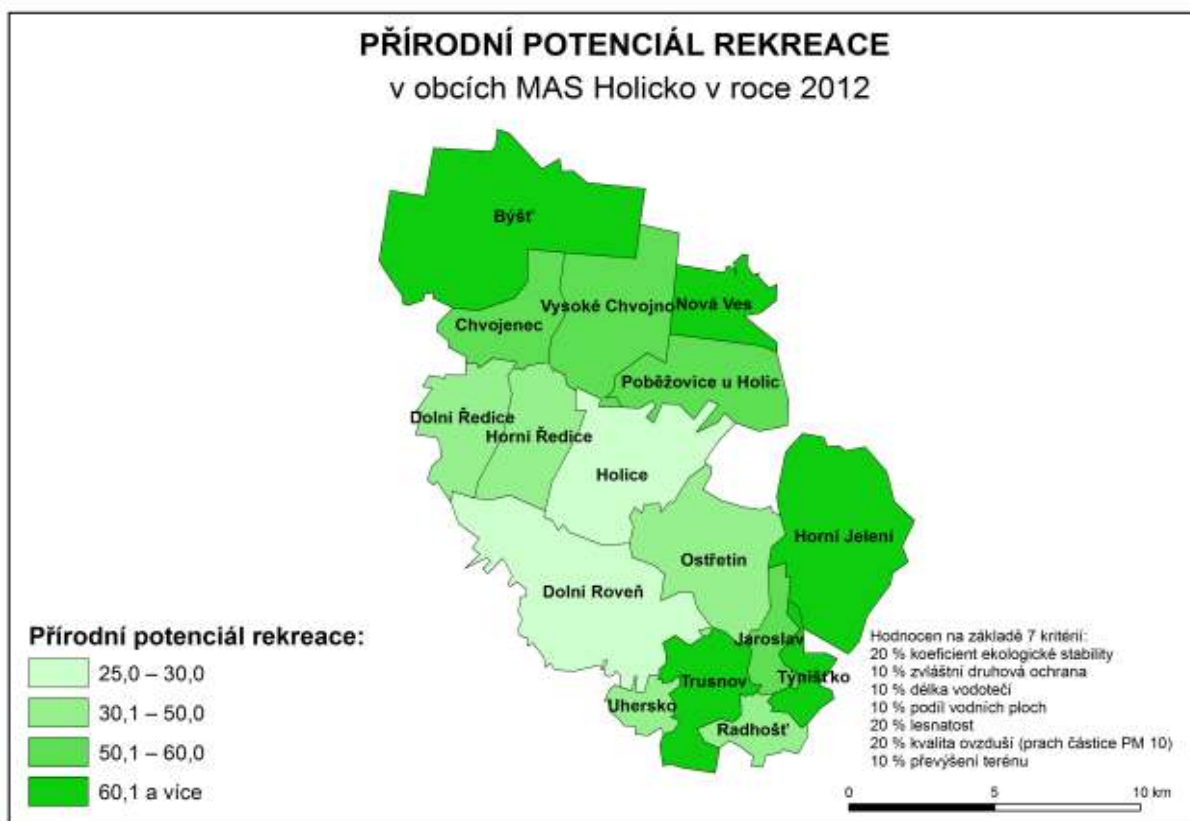 PŘÍRODNÍ POTENCIÁL REKREACE
v obcích MAS Holicko v roce 2012
Býšť
Vysoké Chvojno
Nová Ves
Chvojenec
Poběžovice u Holic
Dolní Ředice
Horní Ředice
Holice
Horní Jelení
Ostřetín
Dolní Roveň
Jaroslav
Týnišťko
Trusnov
Uhersko
Radhošť
Přírodní potenciál rekreace:
25,0 – 30,0
30,1 – 50,0
50,1 – 60,0
60,1 a více
Hodnocen na základě 7 kritérií:
20 % koeficient ekologické stability
10 % zvláštní druhová ochrana
10 % délka vodotečí
10 % podíl vodních ploch
20 % lesnatost
20 % kvalita ovzduší (prach částice PM 10)
10 % převýšení terénu
0 5 10 km